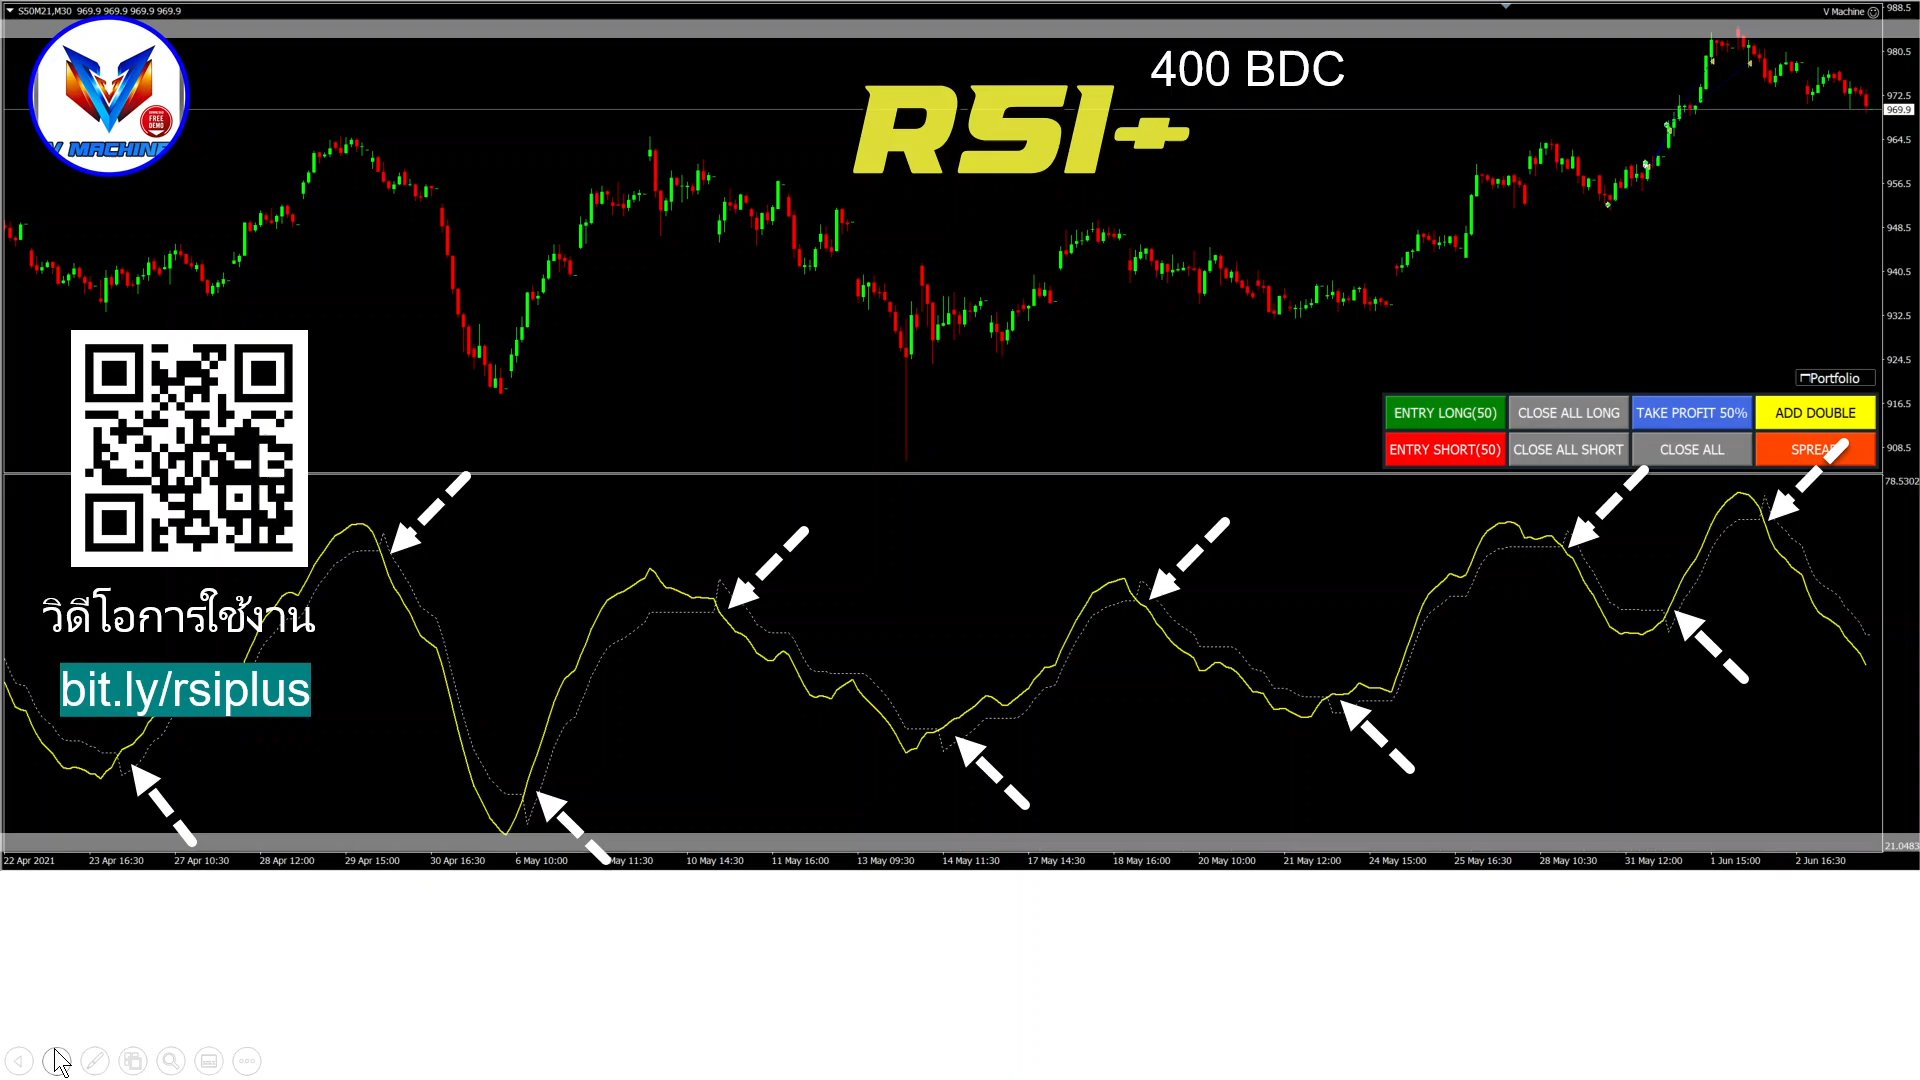 S50M21,M30 969.9 969.9 969.9 969.9
V Machine
988.5
980.5
972.5
969.9
964.5
956.5
948.5
940.5
932.5
924.5
916.5
908.5
400 BDC
RSI+
FREE
DEMO
V MACHINE
Portfolio
ENTRY LONG(50) CLOSE ALL LONG TAKE PROFIT 50% ADD DOUBLE
ENTRY SHORT(50) CLOSE ALL SHORT CLOSE ALL SPREA
78.5302
วิดีโอการใช้งาน
bit.ly/rsiplus
21.0483
22 Apr 2021 23 Apr 16:30 27 Apr 10:30 28 Apr 12:00 29 Apr 15:00 30 Apr 16:30 6 May 10:00 May 11:30 10 May 14:30 11 May 16:00 13 May 09:30 14 May 11:30 17 May 14:30 18 May 16:00 20 May 10:00 21 May 12:00 24 May 15:00 25 May 16:30 28 May 10:30 31 May 12:00 1 Jun 15:00 2 Jun 16:30